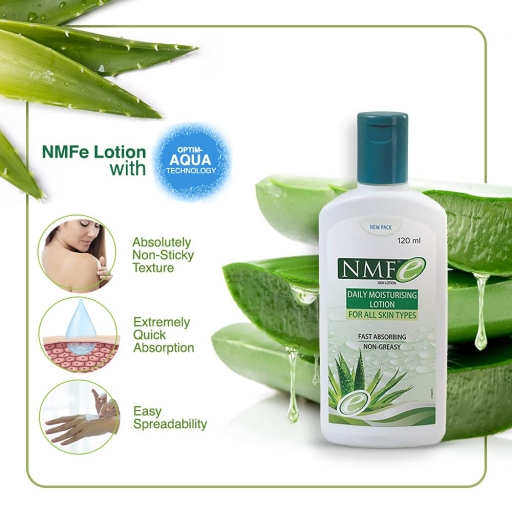 NMFe Lotion
with
OPTIM-
AQUA
TECHNOLOGY
Absolutely
Non-Sticky
Texture
Extremely
Quick
Absorption
Easy
Spreadability
NEW PACK
120 ml
NMFe
SKIN LOTION
DAILY MOISTURISING
LOTION
FOR ALL SKIN TYPES
FAST ABSORBING
NON-GREASY
e